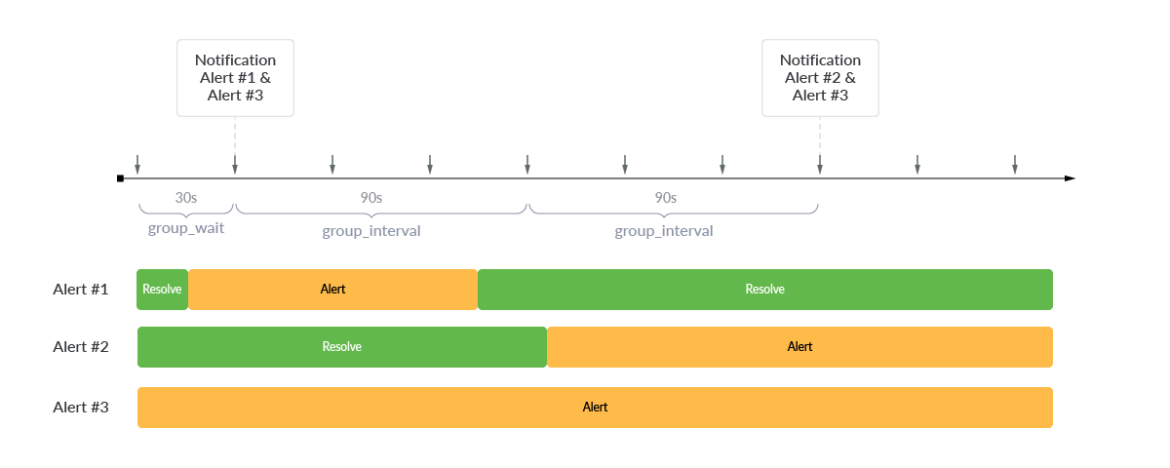 Notification
Alert #1 &
Alert #3
Notification
Alert #2 &
Alert #3
30s
90s
90s
group_wait
group_interval
group_interval
Alert #1
Resolve
Alert
Resolve
Alert #2
Resolve
Alert
Alert #3
Alert